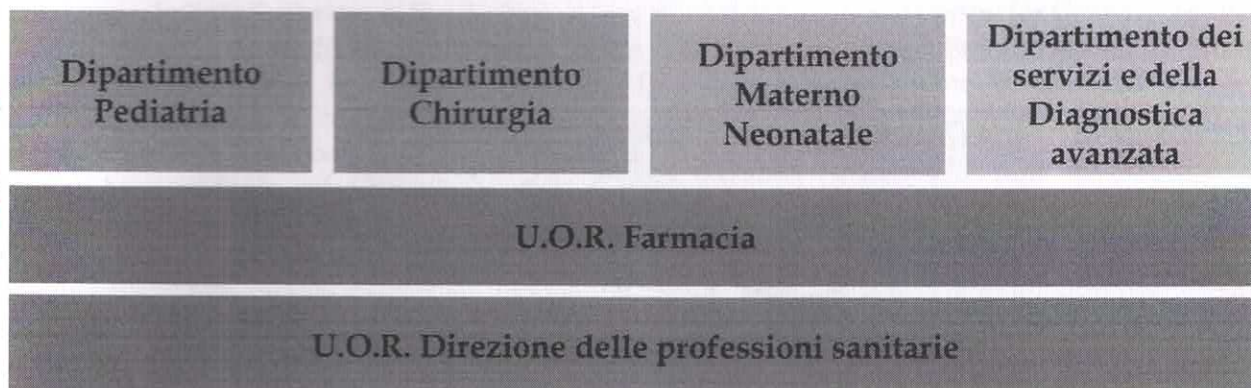 Dipartimento
Pediatria
Dipartimento
Chirurgia
Dipartimento
Materno
Neonatale
Dipartimento dei
servizi e della
Diagnostica
avanzata
U.O.R. Farmacia
U.O.R. Direzione delle professioni sanitarie